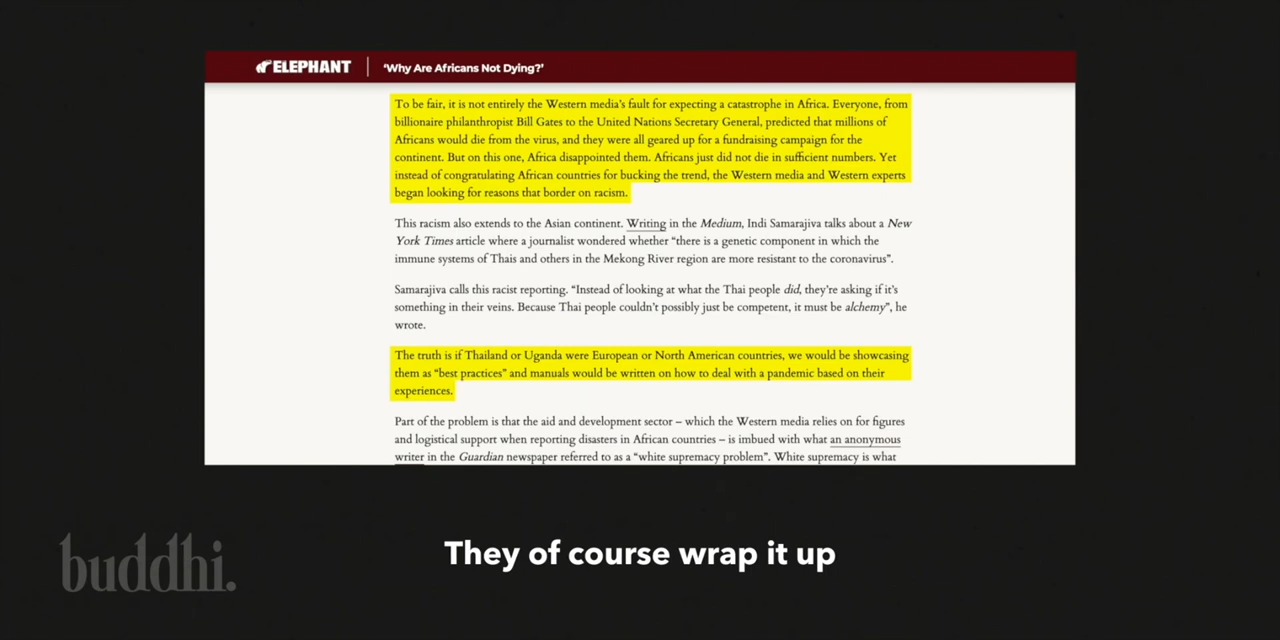 ELEPHANT | ‘Why Are Africans Not Dying?’
To be fair, it is not entirely the Western media’s fault for expecting a catastrophe in Africa. Everyone, from
billionaire philanthropist Bill Gates to the United Nations Secretary General, predicted that millions of
Africans would die from the virus, and they were all geared up for a fundraising campaign for the
continent. But on this one, Africa disappointed them. Africans just did not die in sufficient numbers. Yet
instead of congratulating African countries for bucking the trend, the Western media and Western experts
began looking for reasons that border on racism.
This racism also extends to the Asian continent. Writing in the Medium, Indi Samarajiva talks about a New
York Times article where a journalist wondered whether “there is a genetic component in which the
immune systems of Thais and others in the Mekong River region are more resistant to the coronavirus”.
Samarajiva calls this racist reporting. “Instead of looking at what the Thai people did, they’re asking if it’s
something in their veins. Because Thai people couldn’t possibly just be competent, it must be alchemy”, he
wrote.
The truth is if Thailand or Uganda were European or North American countries, we would be showcasing
them as “best practices” and manuals would be written on how to deal with a pandemic based on their
experiences.
Part of the problem is that the aid and development sector – which the Western media relies on for figures
and logistical support when reporting disasters in African countries – is imbued with what an anonymous
writer in the Guardian newspaper referred to as a “white supremacy problem”. White supremacy is what
They of course wrap it up
buddhi.